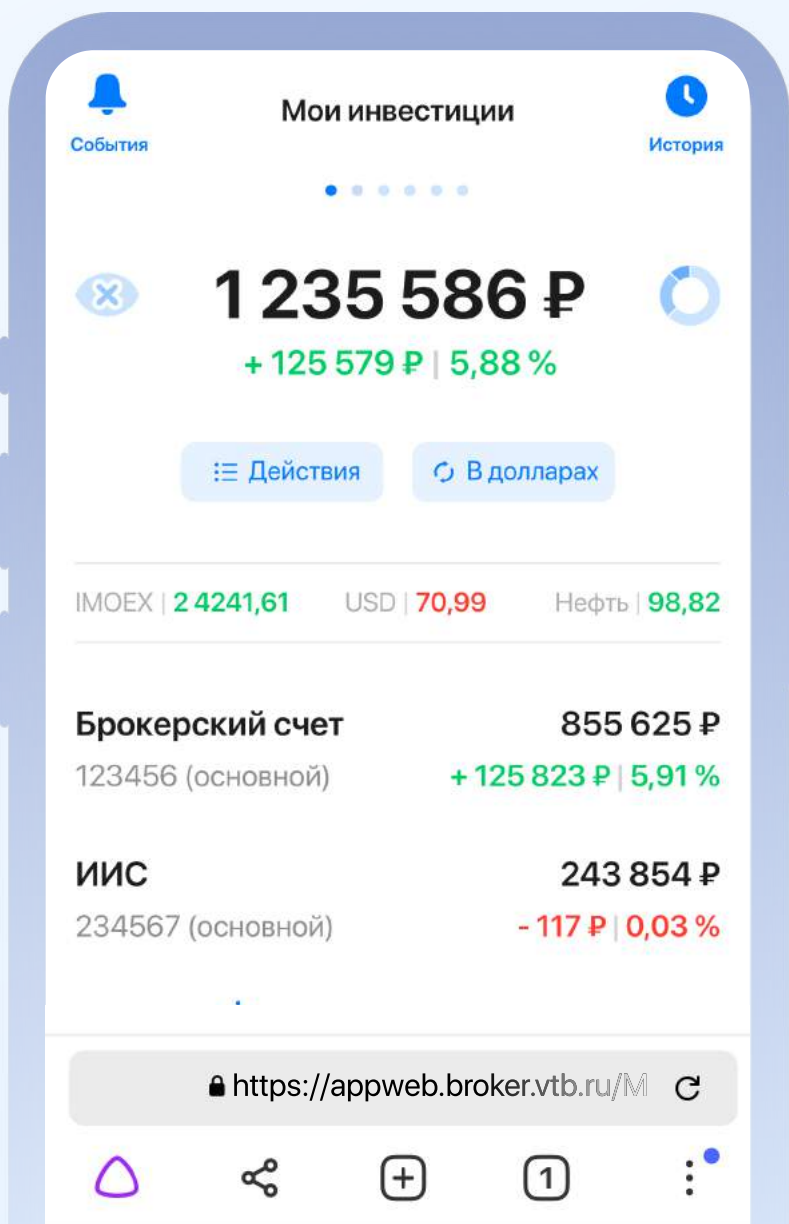 Мои инвестиции
События
История
1 235 586 ₽
+ 125 579 ₽ | 5,88 %
Действия
В долларах
IMOEX | 2 4241,61 USD | 70,99 Нефть | 98,82
Брокерский счет 855 625 ₽
123456 (основной) + 125 823 ₽ | 5,91 %
ИИС 243 854 ₽
234567 (основной) - 117 ₽ | 0,03 %
https://appweb.broker.vtb.ru/M
1